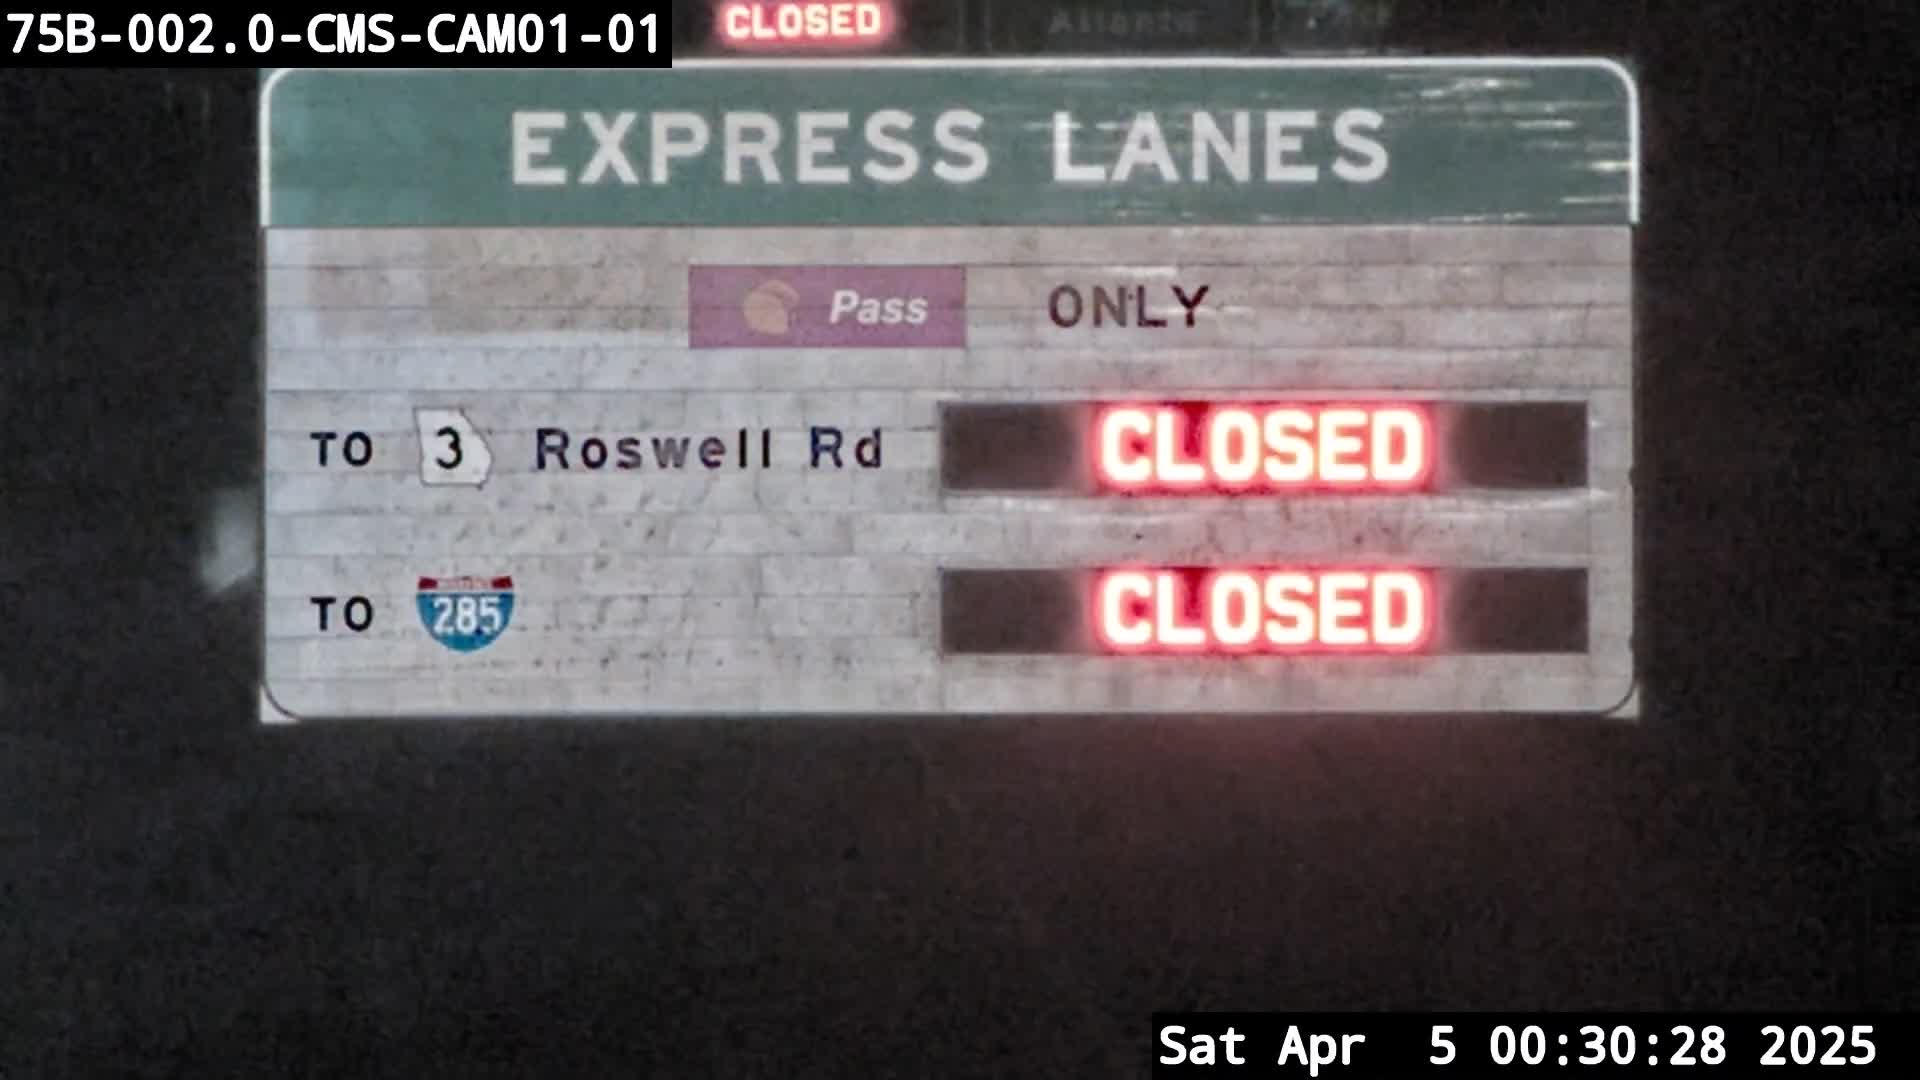 75B-002.0-CMS-CAM01-01
CLOSED
Atlanta
EXPRESS LANES
Pass ONLY
TO 3 Roswell Rd CLOSED
TO 285 CLOSED
Sat Apr 5 00:30:28 2025